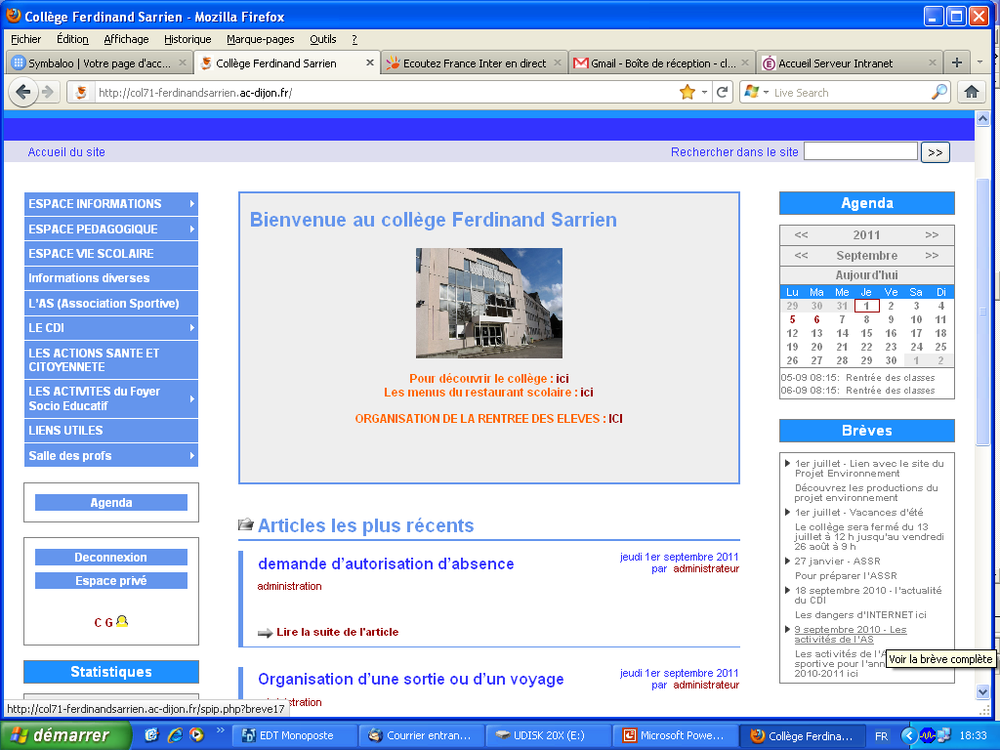 Collège Ferdinand Sarrien - Mozilla Firefox
Fichier Édition Affichage Historique Marque-pages Outils ?
Symbaloo | Votre page d'acc... Collège Ferdinand Sarrien Ecoutez France Inter en direct Gmail - Boîte de réception - cl... Accueil Serveur Intranet
http://col71-ferdinandsarrien.ac-dijon.fr/ Live Search
Accueil du site
Rechercher dans le site >>
ESPACE INFORMATIONS
ESPACE PEDAGOGIQUE
ESPACE VIE SCOLAIRE
Informations diverses
L'AS (Association Sportive)
LE CDI
LES ACTIONS SANTE ET
CITOYENNETE
LES ACTIVITES du Foyer
Socio Educatif
LIENS UTILES
Salle des profs
Agenda
Deconnexion
Espace privé
C G
Statistiques
Bienvenue au collège Ferdinand Sarrien
Pour découvrir le collège : ici
Les menus du restaurant scolaire : ici
ORGANISATION DE LA RENTREE DES ELEVES : ICI
Articles les plus récents
demande d'autorisation d'absence
jeudi 1er septembre 2011
par administrateur
administration
Lire la suite de l'article
Organisation d'une sortie ou d'un voyage
jeudi 1er septembre 2011
par administrateur
stration
Agenda
<< 2011 >>
<< Septembre >>
Aujourd'hui
Lu Ma Me Je Ve Sa Di
29 30 31 1 2 3 4
5 6 7 8 9 10 11
12 13 14 15 16 17 18
19 20 21 22 23 24 25
26 27 28 29 30 1 2
05-09 08:15: Rentrée des classes
06-09 08:15: Rentrée des classes
Brèves
1er juillet - Lien avec le site du
Projet Environnement
Découvrez les productions du
projet environnement
1er juillet - Vacances d'été
Le collège sera fermé du 13
juillet à 12 h jusqu'au vendredi
26 août à 9 h
27 janvier - ASSR
Pour préparer l'ASSR
18 septembre 2010 - l'actualité
du CDI
Les dangers d'INTERNET ici
9 septembre 2010 - Les
activités de l'AS
Les activités de l'A
sportive pour l'ann
2010-2011 ici
Voir la brève complète
http://col71-ferdinandsarrien.ac-dijon.fr/spip.php?breve17
démarrer EDT Monoposte Courrier entran... UDISK 20X (E:) Microsoft Powe... Collège Ferdina... FR 18:33